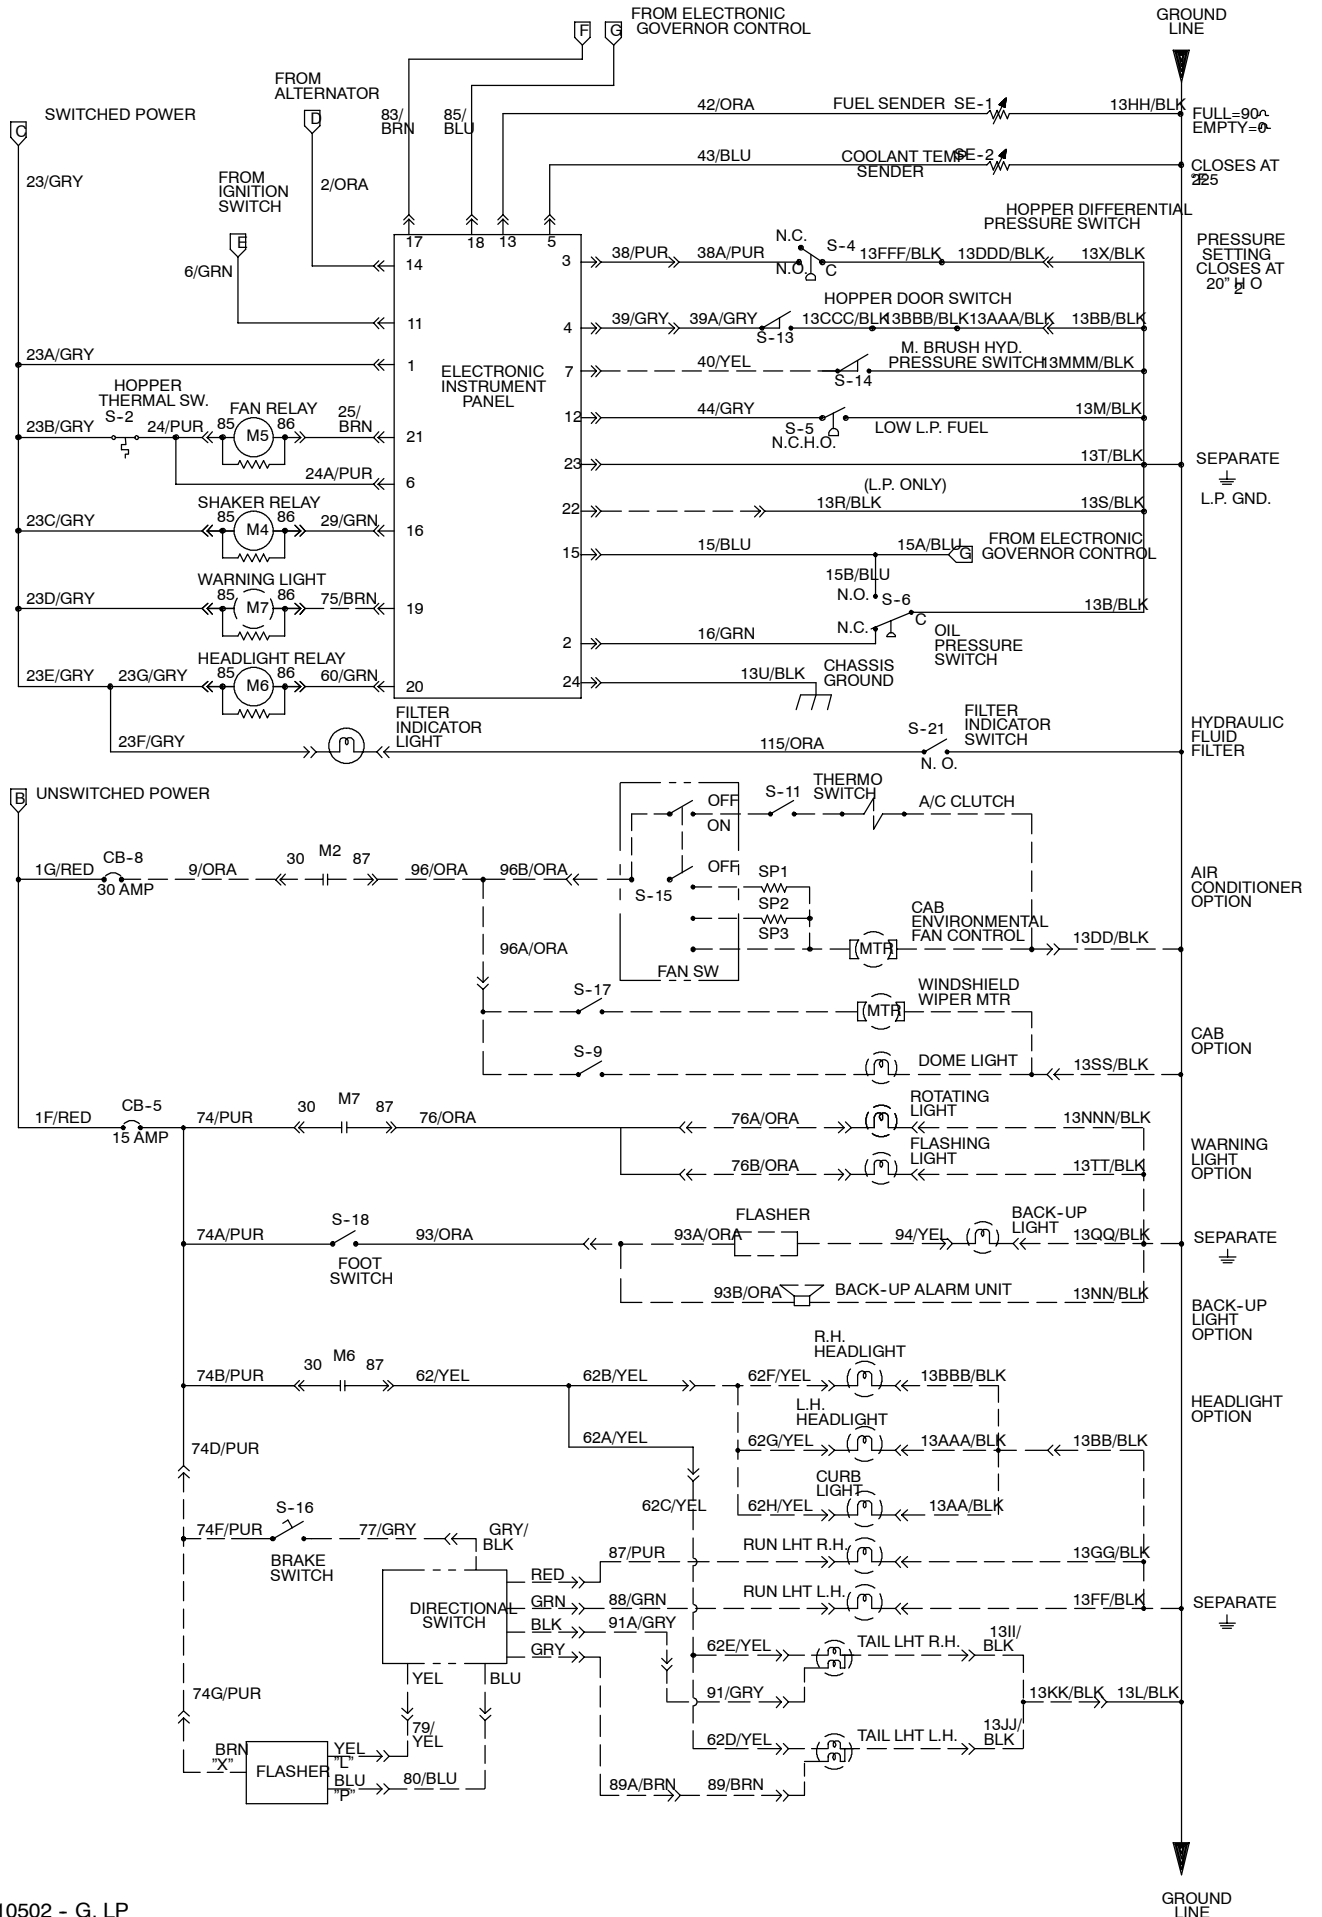 FROM ELECTRONIC
GOVERNOR CONTROL
F
G
GROUND
LINE
FROM
ALTERNATOR
D
SWITCHED POWER
C
83/
BRN
85/
BLU
42/ORA
FUEL SENDER SE-1
13HH/BLK
FULL=90
EMPTY=0
43/BLU
COOLANT TEMP
SENDER
SE-2
CLOSES AT
225
23/GRY
FROM
IGNITION
SWITCH
E
2/ORA
6/GRN
HOPPER DIFFERENTIAL
PRESSURE SWITCH
PRESSURE
SETTING
CLOSES AT
20" H O
2
17
18
13
5
14
11
1
21
6
16
19
20
3
4
7
12
23
22
15
2
24
ELECTRONIC
INSTRUMENT
PANEL
38/PUR
38A/PUR
N.C.
N.O.
S-4
C
13FFF/BLK
13DDD/BLK
13X/BLK
HOPPER DOOR SWITCH
39/GRY
39A/GRY
S-13
13CCC/BLK
13BBB/BLK
13AAA/BLK
13BB/BLK
M. BRUSH HYD.
PRESSURE SWITCH
40/YEL
S-14
13MMM/BLK
44/GRY
S-5
N.C.H.O.
LOW L.P. FUEL
13M/BLK
13T/BLK
SEPARATE
L.P. GND.
(L.P. ONLY)
13R/BLK
13S/BLK
15/BLU
15A/BLU
G
FROM ELECTRONIC
GOVERNOR CONTROL
15B/BLU
N.O.
S-6
N.C.
C
OIL
PRESSURE
SWITCH
13B/BLK
16/GRN
13U/BLK
CHASSIS
GROUND
23A/GRY
HOPPER
THERMAL SW.
S-2
23B/GRY
24/PUR
FAN RELAY
85
M5
86
25/
BRN
24A/PUR
SHAKER RELAY
23C/GRY
85
M4
86
29/GRN
WARNING LIGHT
23D/GRY
85
M7
86
75/BRN
HEADLIGHT RELAY
23E/GRY
23G/GRY
85
M6
86
60/GRN
23F/GRY
FILTER
INDICATOR
LIGHT
115/ORA
S-21
N. O.
FILTER
INDICATOR
SWITCH
HYDRAULIC
FLUID
FILTER
B
UNSWITCHED POWER
1G/RED
CB-8
30 AMP
9/ORA
30
M2
87
96/ORA
96B/ORA
OFF
ON
OFF
S-15
FAN SW
S-11
THERMO
SWITCH
A/C CLUTCH
SP1
SP2
SP3
CAB
ENVIRONMENTAL
FAN CONTROL
MTR
13DD/BLK
AIR
CONDITIONER
OPTION
96A/ORA
S-17
WINDSHIELD
WIPER MTR
MTR
S-9
DOME LIGHT
13SS/BLK
CAB
OPTION
1F/RED
CB-5
15 AMP
74/PUR
30
M7
87
76/ORA
76A/ORA
ROTATING
LIGHT
13NNN/BLK
76B/ORA
FLASHING
LIGHT
13TT/BLK
WARNING
LIGHT
OPTION
74A/PUR
S-18
FOOT
SWITCH
93/ORA
93A/ORA
FLASHER
94/YEL
BACK-UP
LIGHT
13QQ/BLK
SEPARATE
93B/ORA
BACK-UP ALARM UNIT
13NN/BLK
BACK-UP
LIGHT
OPTION
74B/PUR
30
M6
87
62/YEL
62B/YEL
62F/YEL
R.H.
HEADLIGHT
13BBB/BLK
HEADLIGHT
OPTION
62A/YEL
62G/YEL
L.H.
HEADLIGHT
13AAA/BLK
13BB/BLK
74D/PUR
62C/YEL
62H/YEL
CURB
LIGHT
13AA/BLK
S-16
74F/PUR
BRAKE
SWITCH
77/GRY
GRY/
BLK
DIRECTIONAL
SWITCH
RED
GRN
BLK
GRY
87/PUR
RUN LHT R.H.
13GG/BLK
88/GRN
RUN LHT L.H.
13FF/BLK
SEPARATE
91A/GRY
62E/YEL
TAIL LHT R.H.
13II/
BLK
91/GRY
13KK/BLK
13L/BLK
62D/YEL
TAIL LHT L.H.
13JJ/
BLK
89A/BRN
89/BRN
YEL
BLU
74G/PUR
79/
YEL
BRN
"X"
FLASHER
YEL
"L"
BLU
"P"
80/BLU
10502 - G. LP
GROUND
LINE